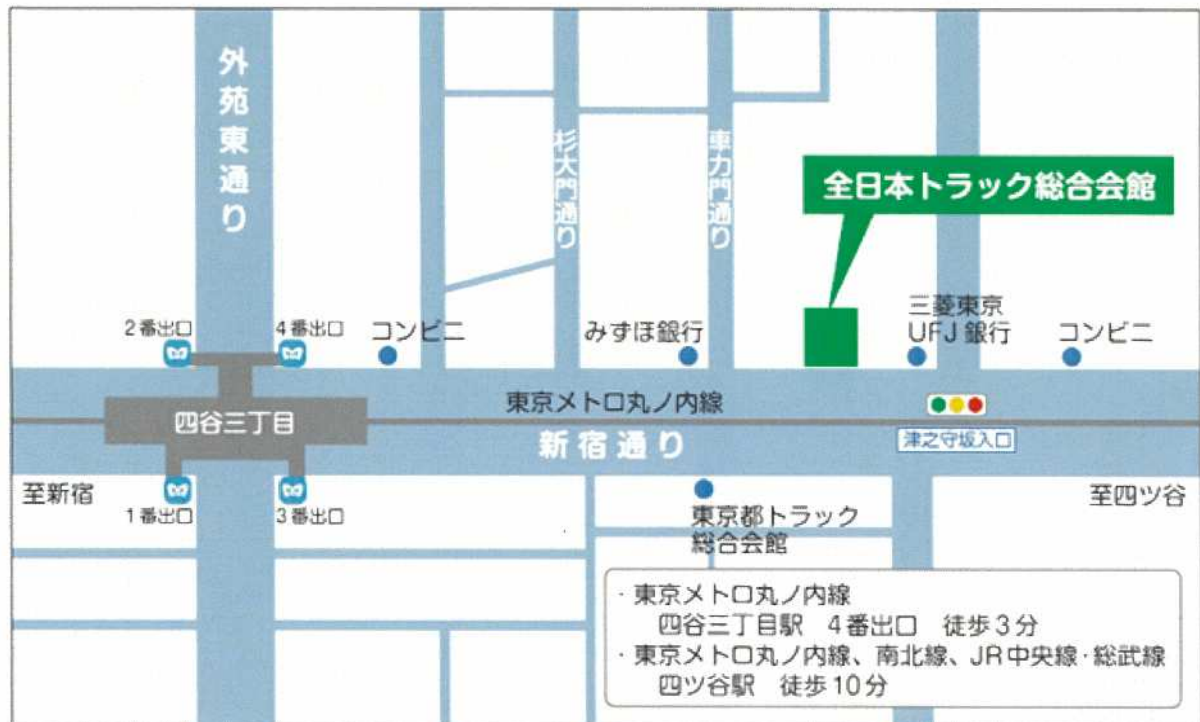 外苑東通り
杉大門通り
車力門通り
全日本トラック総合会館
2番出口
4番出口
コンビニ
みずほ銀行
三菱東京
UFJ銀行
コンビニ
東京メトロ丸ノ内線
四谷三丁目
新宿通り
津之守坂入口
至新宿
至四ツ谷
1番出口
3番出口
東京都トラック
総合会館
・東京メトロ丸ノ内線
四谷三丁目駅 4番出口 徒歩3分
・東京メトロ丸ノ内線、南北線、JR中央線・総武線
四ツ谷駅 徒歩10分